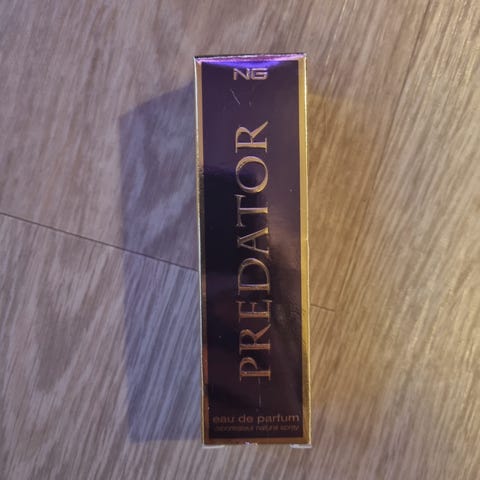 NG
PREDATOR
eau de parfum
vaporisateur natural spray